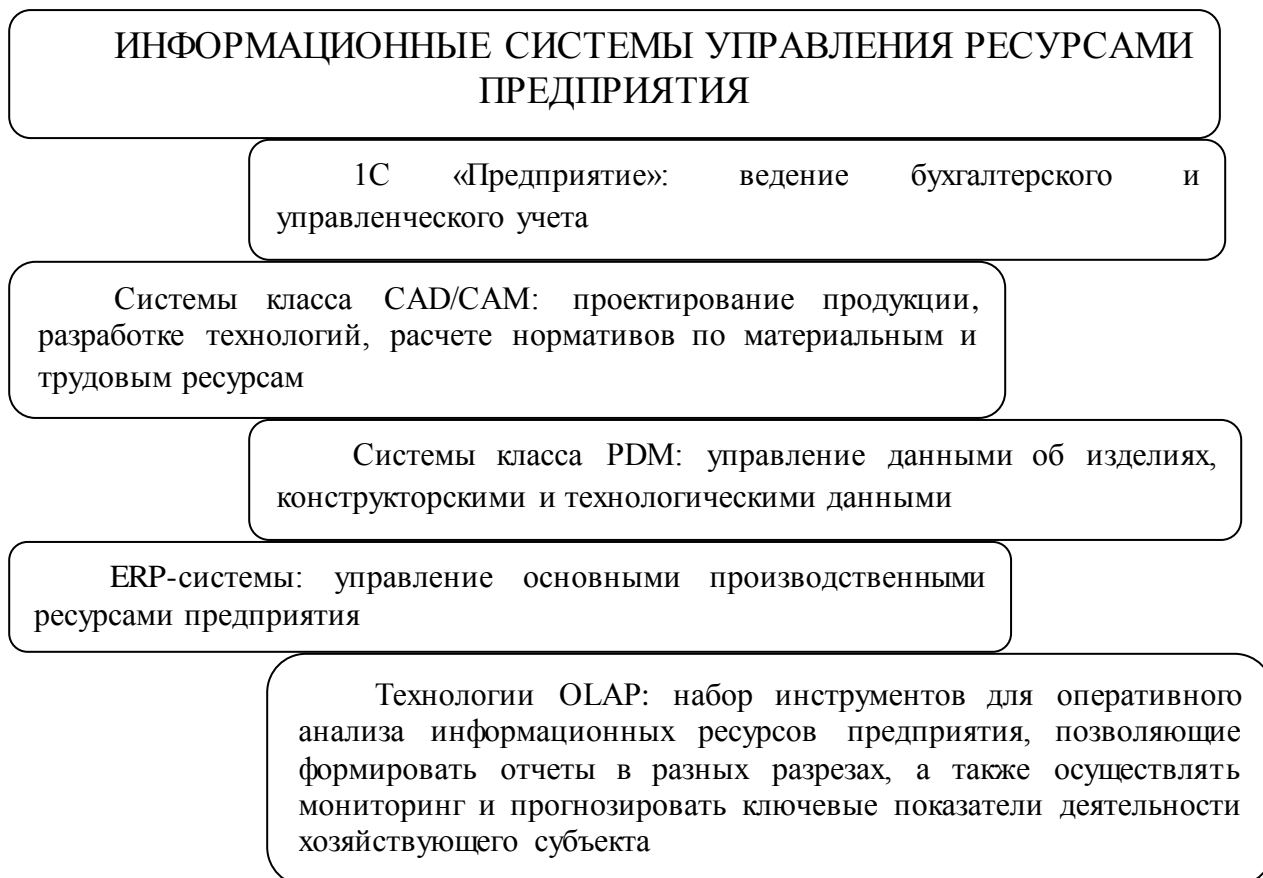 ИНФОРМАЦИОННЫЕ СИСТЕМЫ УПРАВЛЕНИЯ РЕСУРСАМИ
ПРЕДПРИЯТИЯ
1С «Предприятие»: ведение бухгалтерского и
управленческого учета
Системы класса CAD/CAM: проектирование продукции,
разработке технологий, расчете нормативов по материальным и
трудовым ресурсам
Системы класса PDM: управление данными об изделиях,
конструкторскими и технологическими данными
ERP-системы: управление основными производственными
ресурсами предприятия
Технологии OLAP: набор инструментов для оперативного
анализа информационных ресурсов предприятия, позволяющие
формировать отчеты в разных разрезах, а также осуществлять
мониторинг и прогнозировать ключевые показатели деятельности
хозяйствующего субъекта